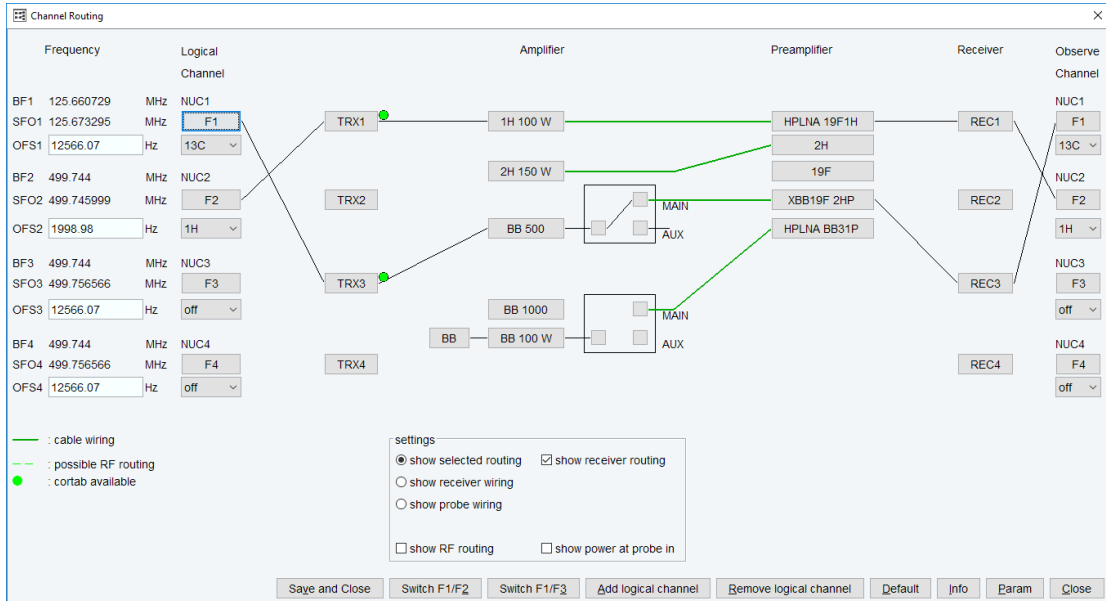 Channel Routing
Frequency Logical Channel Amplifier Preamplifier Receiver Observe Channel
BF1 125.660729 MHz NUC1 NUC1
SFO1 125.673295 MHz F1 TRX1 1H 100 W HPLNA 19F1H REC1 F1
OFS1 12566.07 Hz 13C 2H 13C
BF2 499.744 MHz NUC2 2H 150 W 19F NUC2
SFO2 499.745999 MHz F2 TRX2 MAIN XBB19F 2HP REC2 F2
OFS2 1998.98 Hz 1H BB 500 AUX HPLNA BB31P 1H
BF3 499.744 MHz NUC3 NUC3
SFO3 499.756566 MHz F3 TRX3 REC3 F3
OFS3 12566.07 Hz off BB 1000 MAIN off
BF4 499.744 MHz NUC4 BB BB 100 W AUX NUC4
SFO4 499.756566 MHz F4 TRX4 REC4 F4
OFS4 12566.07 Hz off off
: cable wiring
: possible RF routing
: cortab available
settings
show selected routing show receiver routing
show receiver wiring
show probe wiring
show RF routing show power at probe in
Save and Close Switch F1/F2 Switch F1/F3 Add logical channel Remove logical channel Default Info Param Close